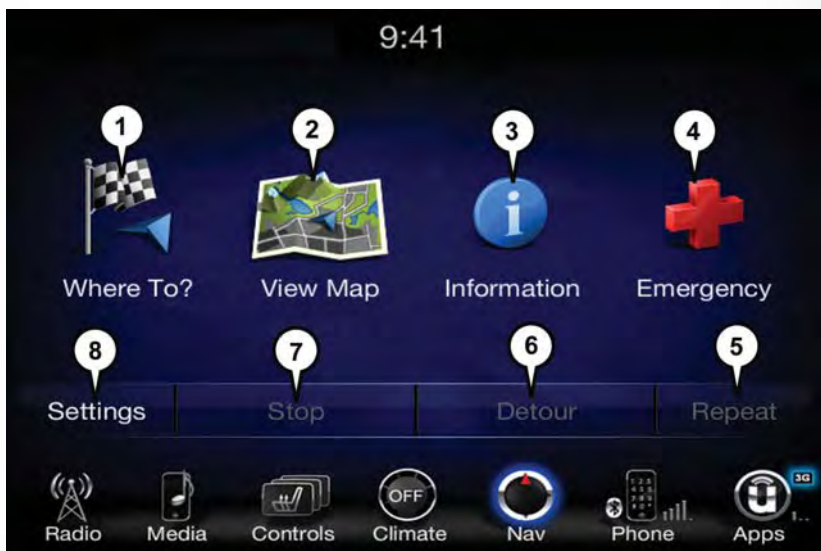 9:41
1 2 3 4
Where To? View Map Information Emergency
8 7 6 5
Settings Stop Detour Repeat
OFF 3G
Radio Media Controls Climate Nav Phone Apps